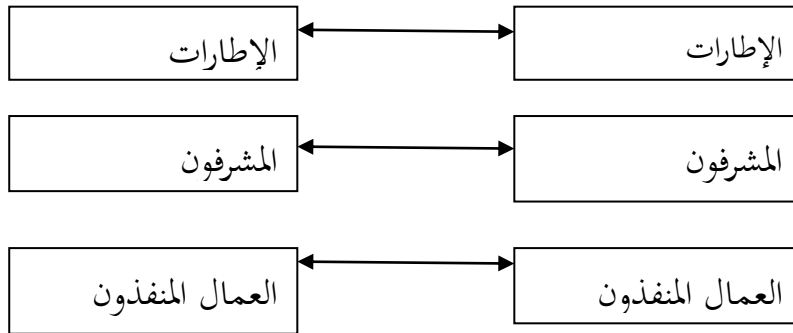 الإطارات
الإطارات
المشرفون
المشرفون
العمال المنفذون
العمال المنفذون